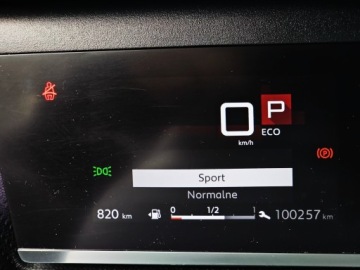 0 P
km/h ECO
Sport
Normalne
820 km 0 1/2 1 100257 km